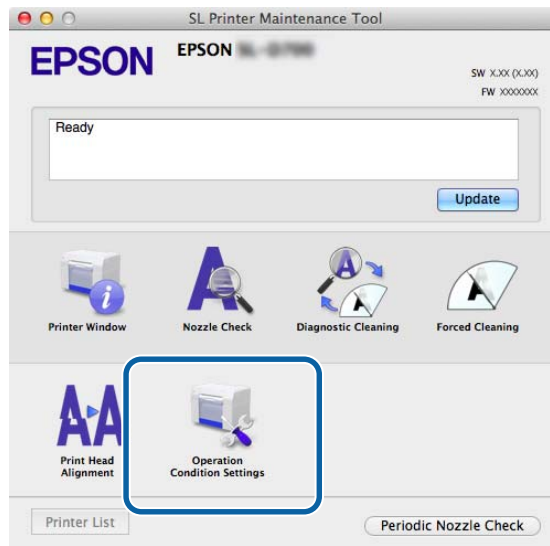 SL Printer Maintenance Tool
EPSON
EPSON
SW X.XX (X.XX)
FW XXXXXXX
Ready
Update
Printer Window
Nozzle Check
Diagnostic Cleaning
Forced Cleaning
Print Head
Alignment
Operation
Condition Settings
Printer List
Periodic Nozzle Check